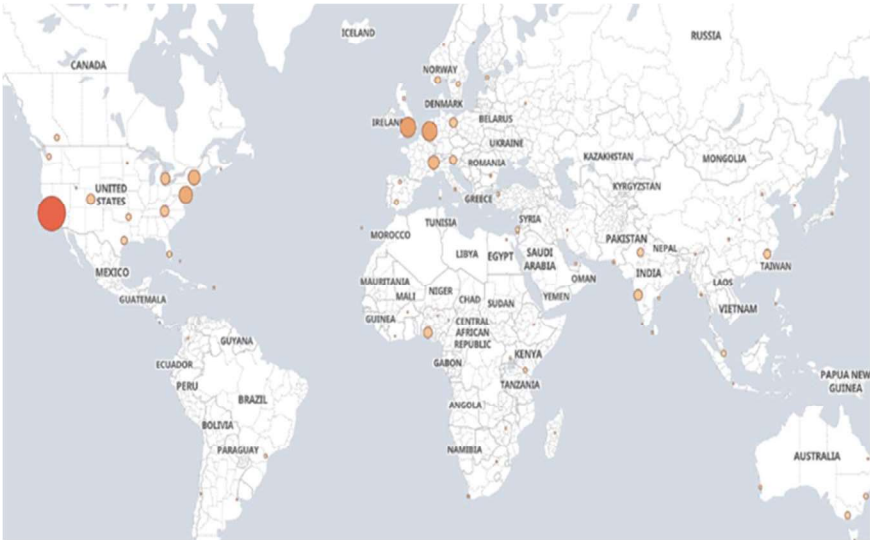 ICELAND
RUSSIA
CANADA
NORWAY
DENMARK
IRELAND
BELARUS
UKRAINE
ROMANIA
KAZAKHSTAN
MONGOLIA
UNITED
STATES
KYRGYZSTAN
GREECE
TUNISIA
SYRIA
MOROCCO
PAKISTAN
NEPAL
LIBYA
EGYPT
SAUDI
ARABIA
TAIWAN
MEXICO
INDIA
OMAN
MAURITANIA
LAOS
GUATEMALA
MALI
NIGER
CHAD
SUDAN
YEMEN
VIETNAM
GUINEA
CENTRAL
AFRICAN
REPUBLIC
GUYANA
KENYA
ECUADOR
GABON
PERU
TANZANIA
PAPUA NEW
GUINEA
BRAZIL
ANGOLA
BOLIVIA
PARAGUAY
NAMIBIA
AUSTRALIA